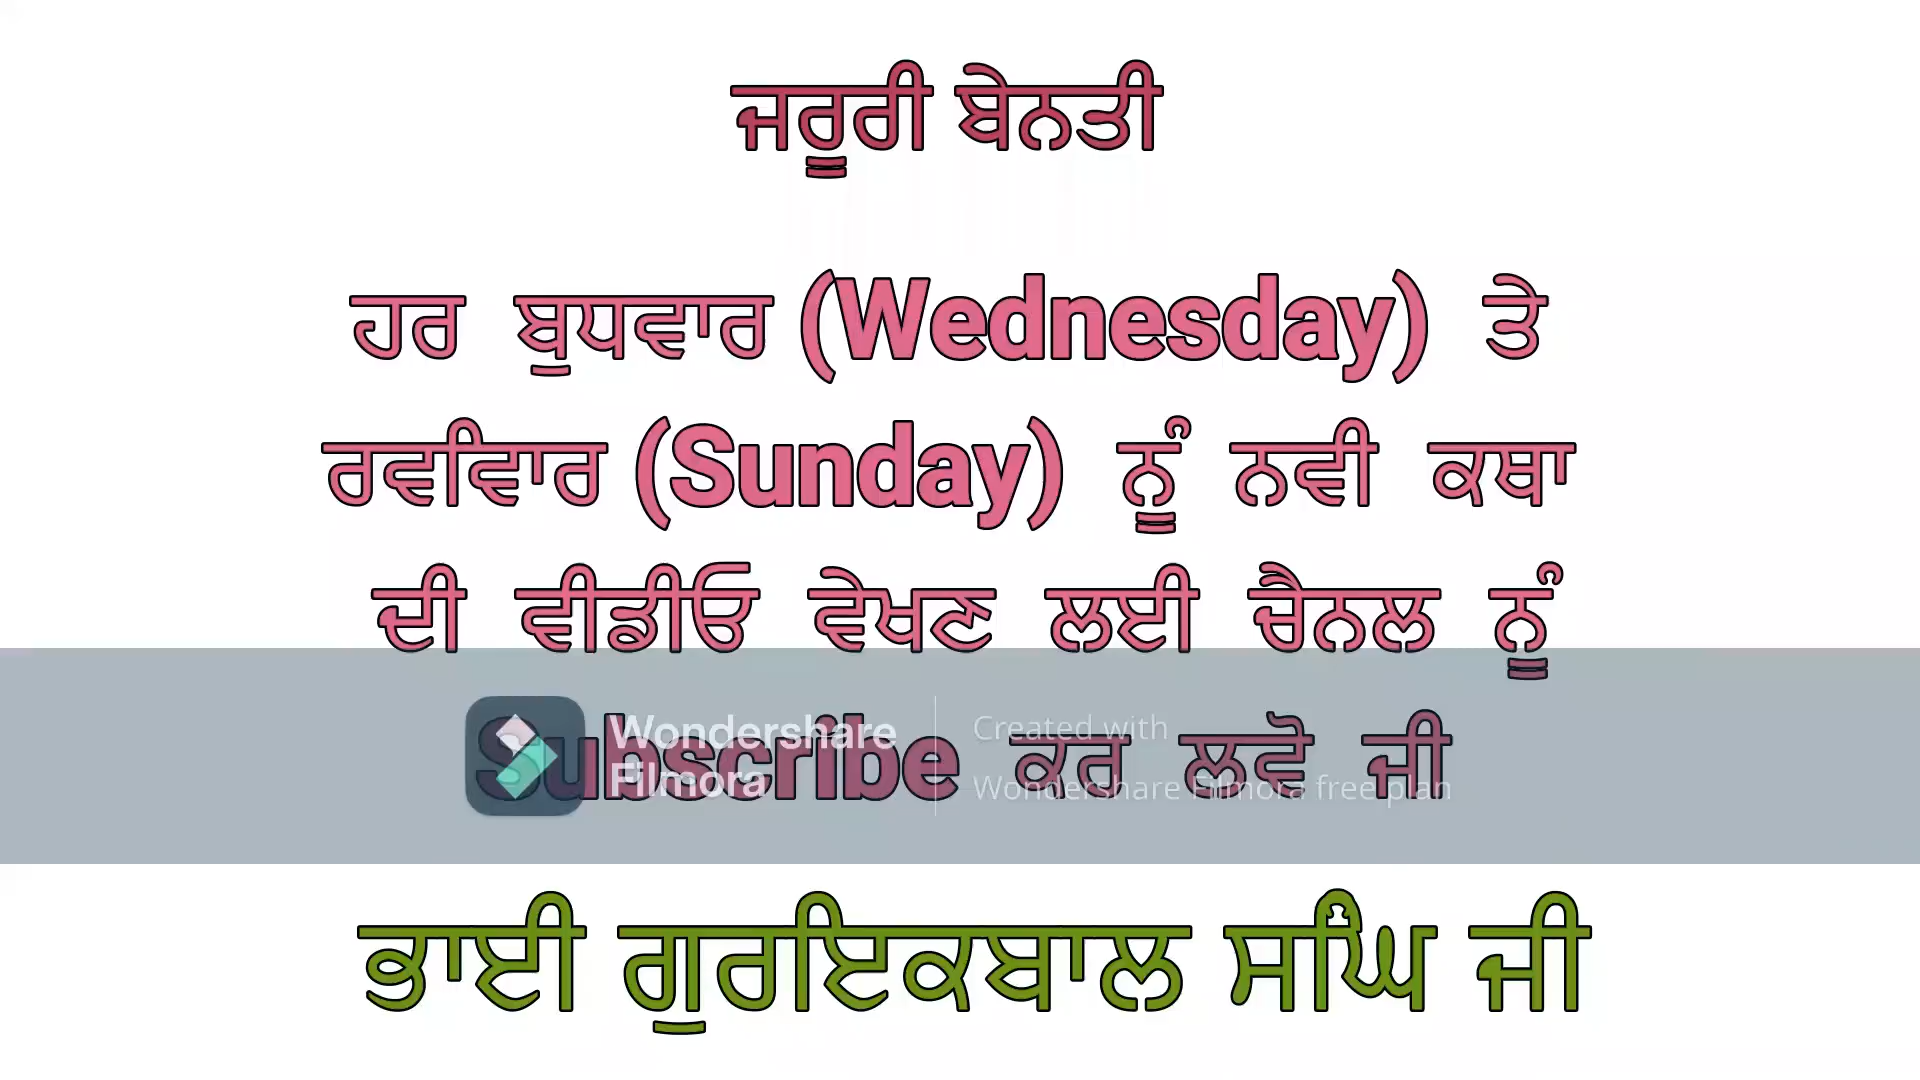 ਜਰੂਰੀ ਬੇਨਤੀ
ਹਰ ਬੁਧਵਾਰ (Wednesday) ਤੇ
ਰਵੀਵਾਰ (Sunday) ਨੂੰ ਨਵੀ ਕਥਾ
ਦੀ ਵੀਡੀਓ ਵੇਖਣ ਲਈ ਚੈਨਲ ਨੂੰ
Subscribe ਕਰ ਲਵੋ ਜੀ
Wondershare Filmora
Created with
Wondershare Filmora free plan
ਭਾਈ ਗੁਰਇਕਬਾਲ ਸਿੰਘ ਜੀ